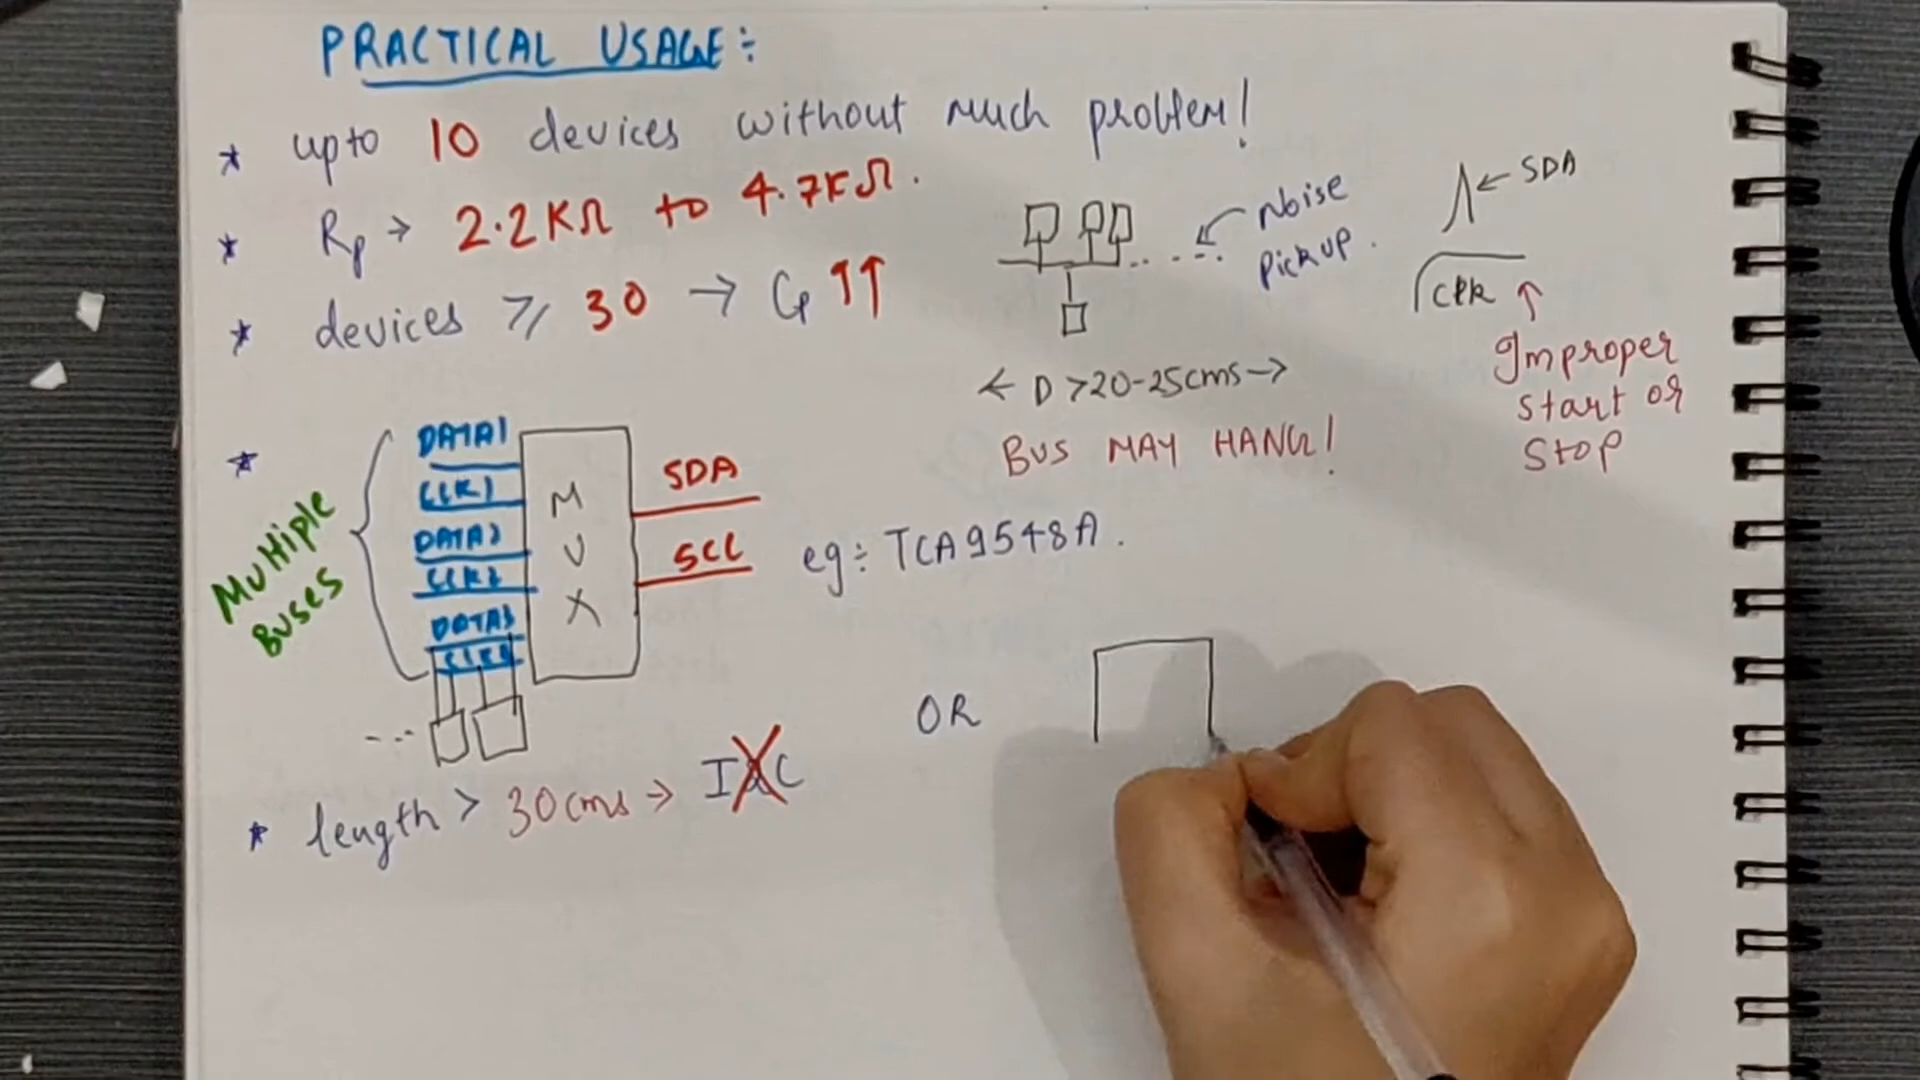 PRACTICAL USAGE:
* upto 10 devices without much problem!
* Rp → 2.2KΩ to 4.7KΩ.
* devices ≥ 30 → Cp ↑↑
Noise
Pickup.
← SDA
CLK ↑
Improper
Start or
Stop
← D >20-25cms →
BUS MAY HANG!
*
Multiple
Buses
DATA1
CLK1
DATA2
CLK2
DATA3
M
U
X
SDA
SCL
eg÷ TCA9548A.
OR
* length > 30cms → I2C